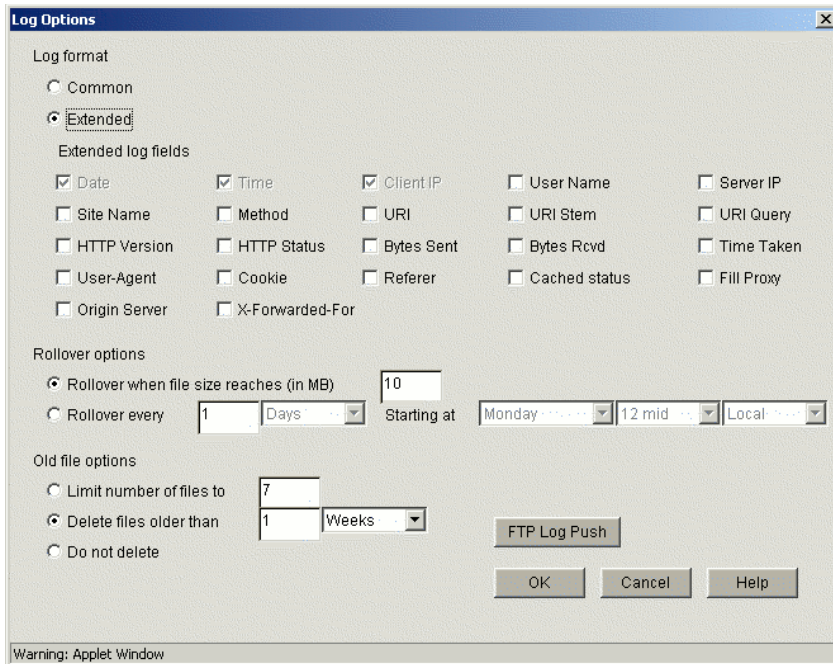 Log Options
Log format
Common
Extended
Extended log fields
Date Time Client IP User Name Server IP
Site Name Method URI URI Stem URI Query
HTTP Version HTTP Status Bytes Sent Bytes Rcvd Time Taken
User-Agent Cookie Referer Cached status Fill Proxy
Origin Server X-Forwarded-For
Rollover options
Rollover when file size reaches (in MB) 10
Rollover every 1 Days Starting at Monday 12 mid Local
Old file options
Limit number of files to 7
Delete files older than 1 Weeks
FTP Log Push
Do not delete
OK Cancel Help
Warning: Applet Window